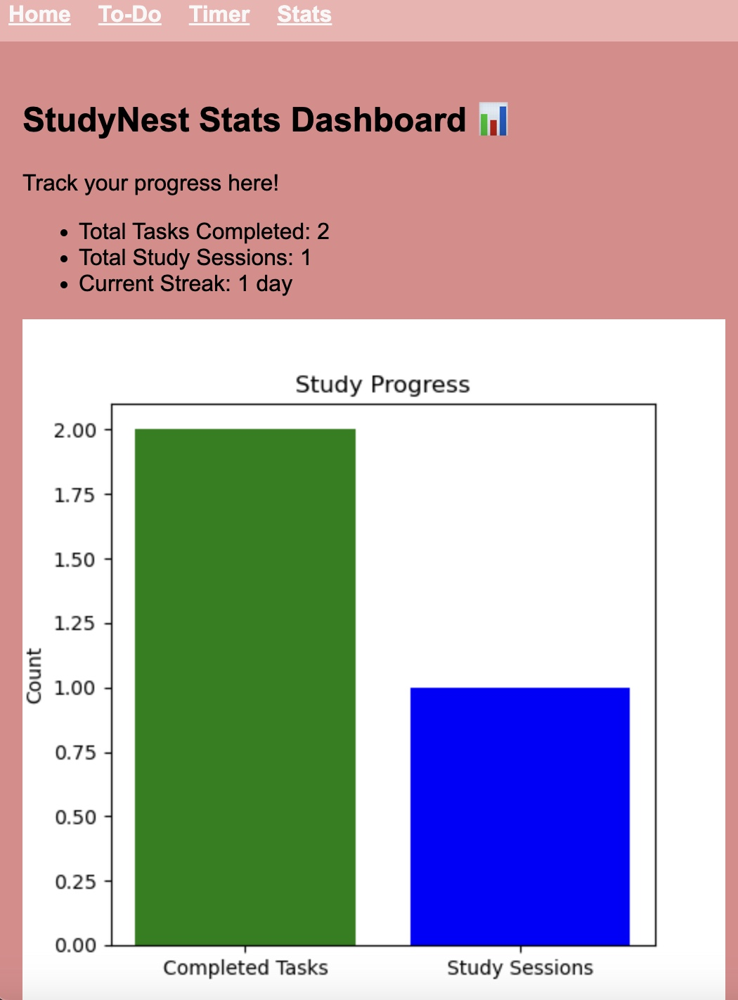 Home To-Do Timer Stats
StudyNest Stats Dashboard 📊
Track your progress here!
• Total Tasks Completed: 2
• Total Study Sessions: 1
• Current Streak: 1 day
Study Progress
2.00
1.75
1.50
1.25
Count
1.00
0.75
0.50
0.25
0.00
Completed Tasks Study Sessions